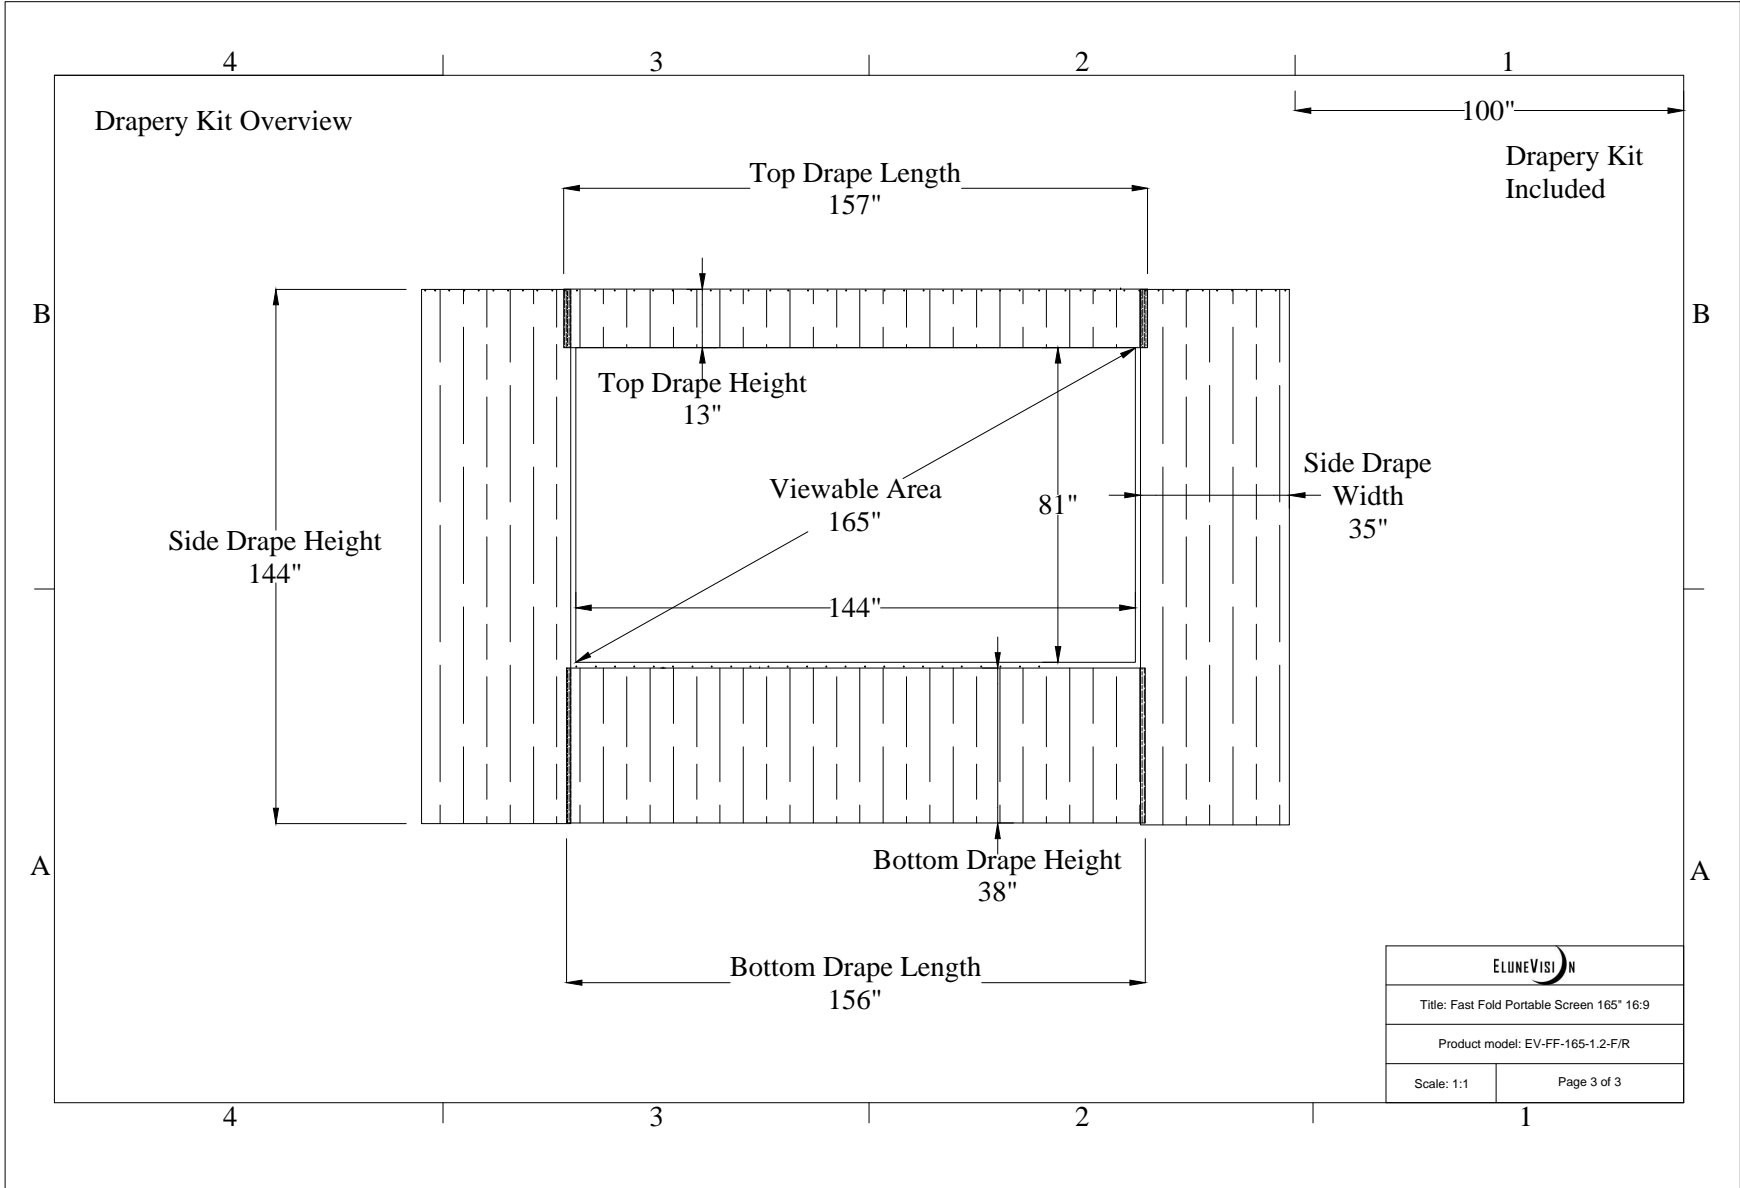 4 3 2 1
Drapery Kit Overview
100"
Drapery Kit
Included
Top Drape Length
157"
B
B
Top Drape Height
13"
Side Drape
Width
35"
Viewable Area
165"
81"
Side Drape Height
144"
144"
A
A
Bottom Drape Height
38"
Bottom Drape Length
156"
ELUNEVISION
Title: Fast Fold Portable Screen 165" 16:9
Product model: EV-FF-165-1.2-F/R
Scale: 1:1 Page 3 of 3
4 3 2 1